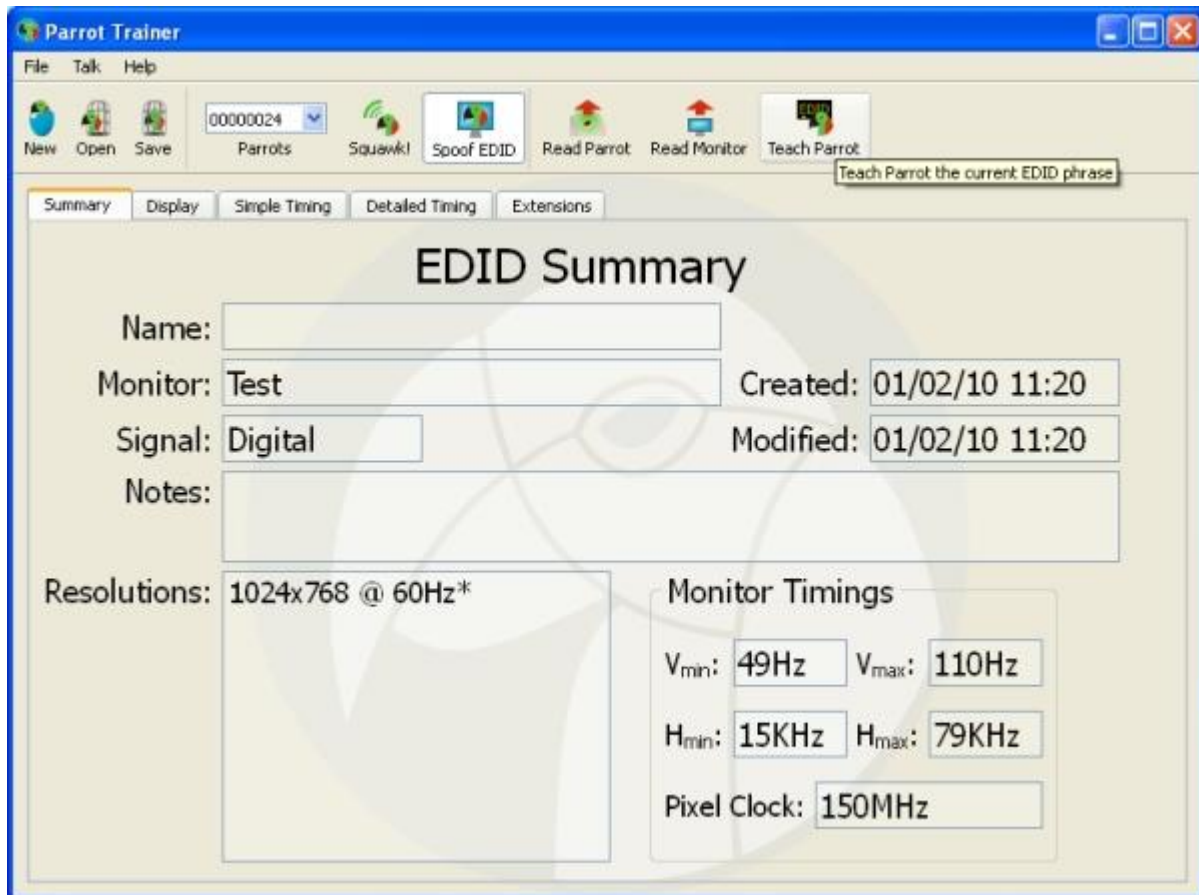 Parrot Trainer
File Talk Help
00000024
New Open Save Parrots Squawk! Spoof EDID Read Parrot Read Monitor Teach Parrot
Teach Parrot the current EDID phrase
Summary Display Simple Timing Detailed Timing Extensions
EDID Summary
Name:
Monitor: Test Created: 01/02/10 11:20
Signal: Digital Modified: 01/02/10 11:20
Notes:
Resolutions: 1024x768 @ 60Hz* Monitor Timings
Vmin: 49Hz Vmax: 110Hz
Hmin: 15KHz Hmax: 79KHz
Pixel Clock: 150MHz